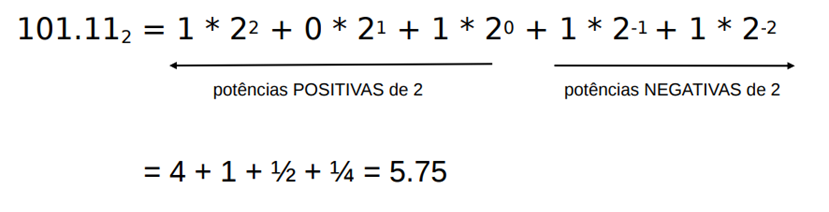 101.11₂ = 1 * 2² + 0 * 2¹ + 1 * 2⁰ + 1 * 2⁻¹ + 1 * 2⁻²
potências POSITIVAS de 2 potências NEGATIVAS de 2
= 4 + 1 + ½ + ¼ = 5.75